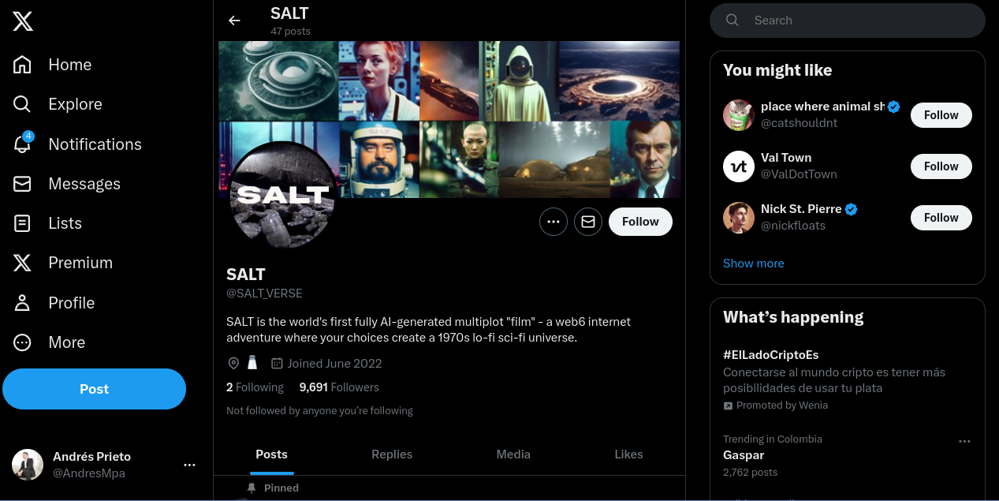 Home
Explore
4
Notifications
Messages
Lists
Premium
Profile
More
Post
Andrés Prieto
@AndresMpa
SALT
47 posts
SALT
Follow
SALT
@SALT_VERSE
SALT is the world's first fully AI-generated multiplot "film" - a web6 internet
adventure where your choices create a 1970s lo-fi sci-fi universe.
Joined June 2022
2 Following 9,691 Followers
Not followed by anyone you're following
Posts Replies Media Likes
Pinned
Search
You might like
place where animal sh
@catshouldnt
Follow
vt
Val Town
@ValDotTown
Follow
Nick St. Pierre
@nickfloats
Follow
Show more
What's happening
#ElLadoCriptoEs
Conectarse al mundo cripto es tener más
posibilidades de usar tu plata
Promoted by Wenia
Trending in Colombia
Gaspar
2,762 posts